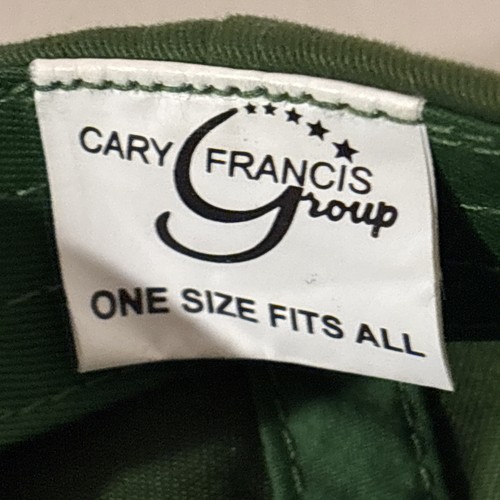 CARY FRANCIS
Group
ONE SIZE FITS ALL